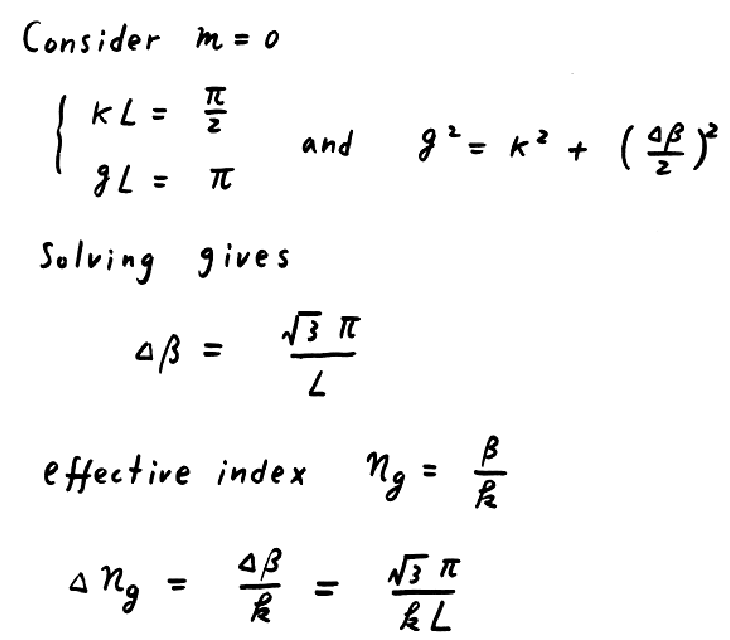 Consider m = 0
{ κL = π/2
gL = π and g² = κ² + (Δβ/2)²
Solving gives
Δβ = √3 π / L
effective index n_g = β/k
Δn_g = Δβ/k = √3 π / kL